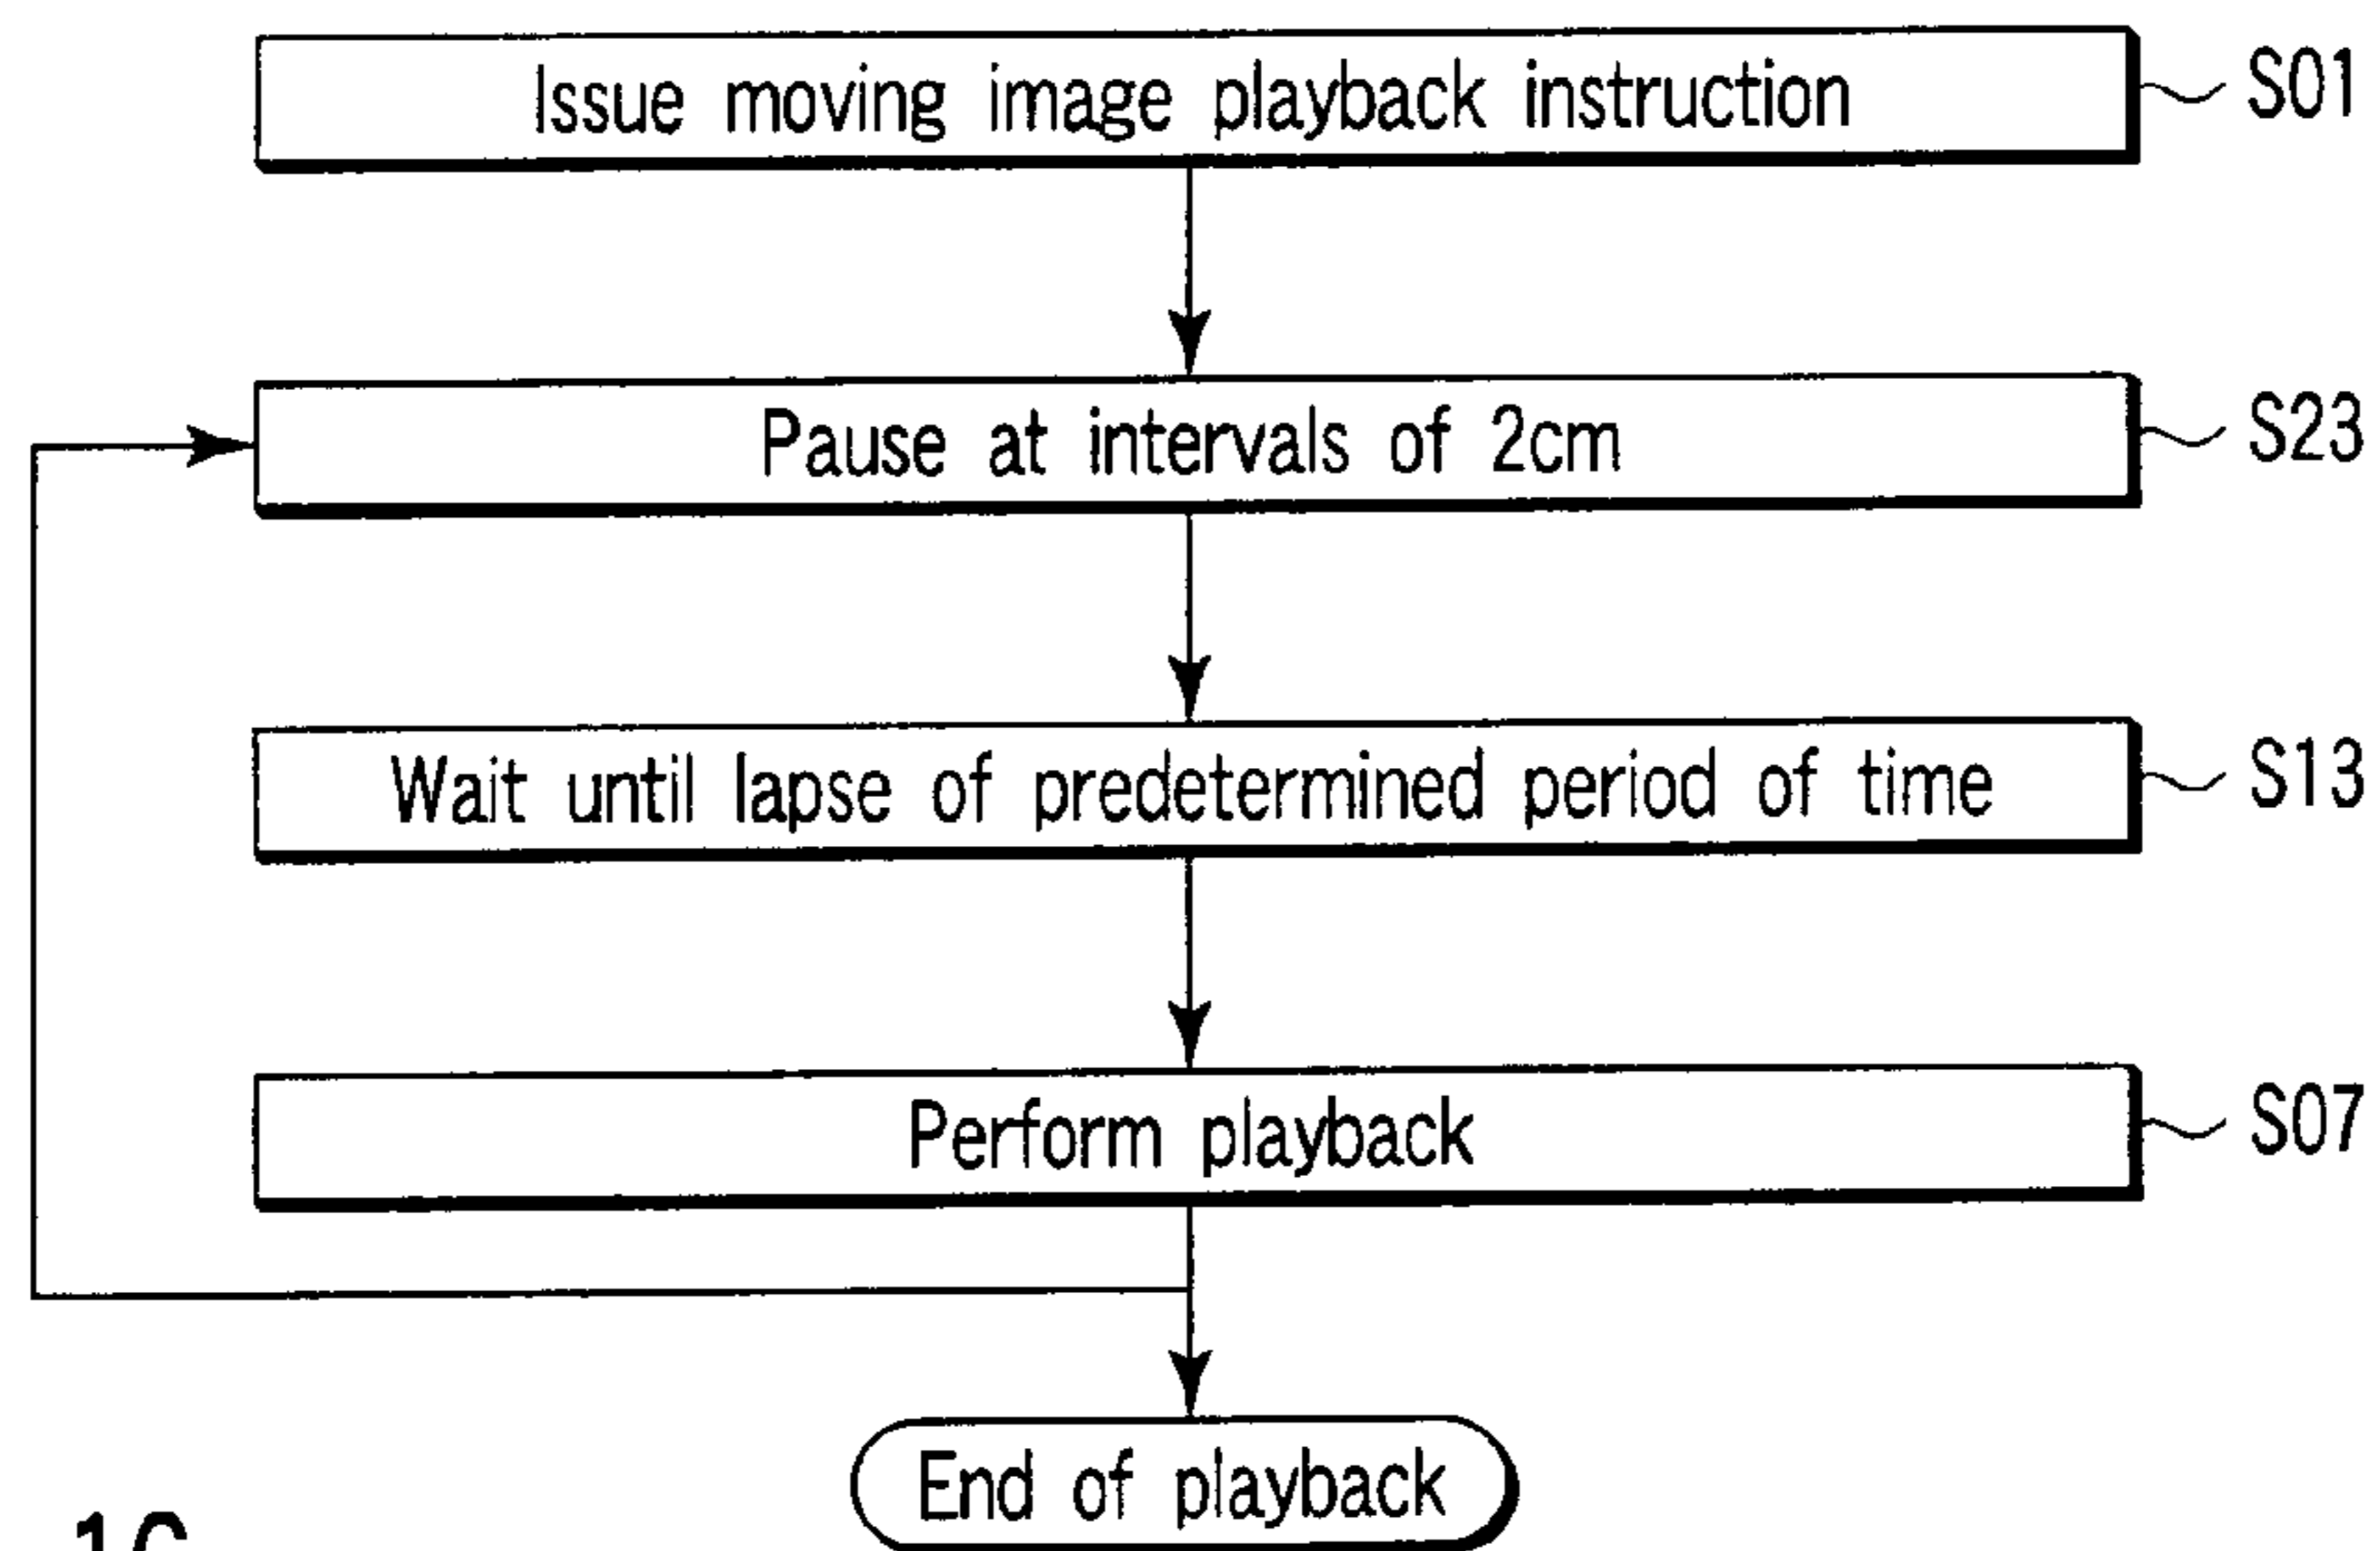 Issue moving image playback instruction S01
Pause at intervals of 2cm S23
Wait until lapse of predetermined period of time S13
Perform playback S07
End of playback